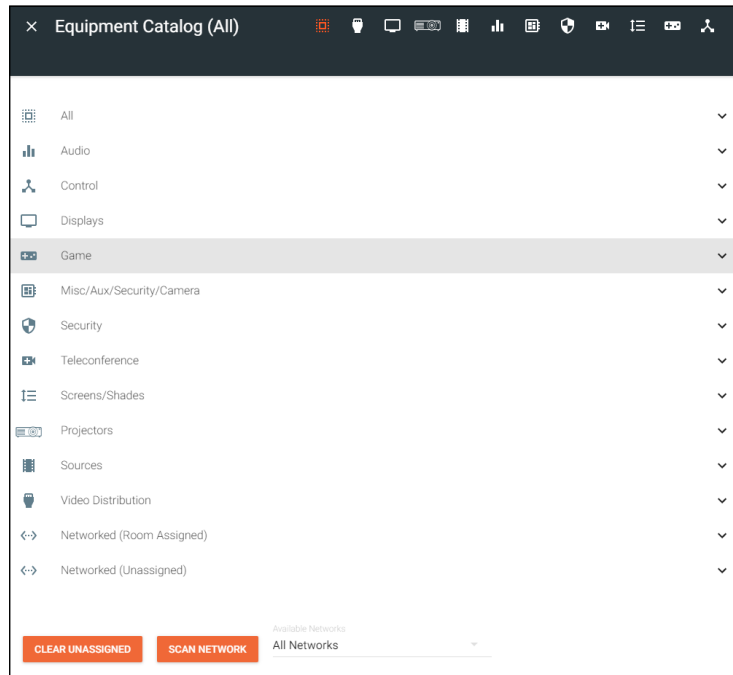 Equipment Catalog (All)
All
Audio
Control
Displays
Game
Misc/Aux/Security/Camera
Security
Teleconference
Screens/Shades
Projectors
Sources
Video Distribution
Networked (Room Assigned)
Networked (Unassigned)
Available Networks
CLEAR UNASSIGNED SCAN NETWORK All Networks